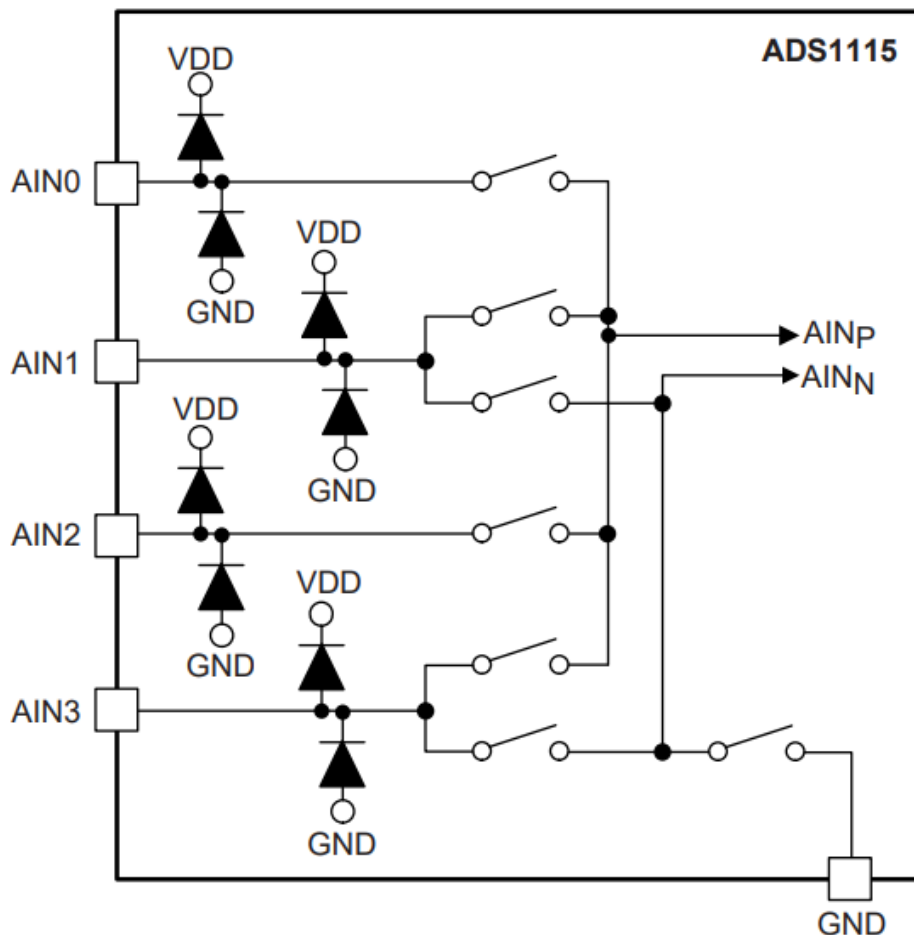 ADS1115
VDD
AIN0
VDD
GND
AINP
AIN1
AINN
VDD
GND
AIN2
VDD
GND
AIN3
GND
GND